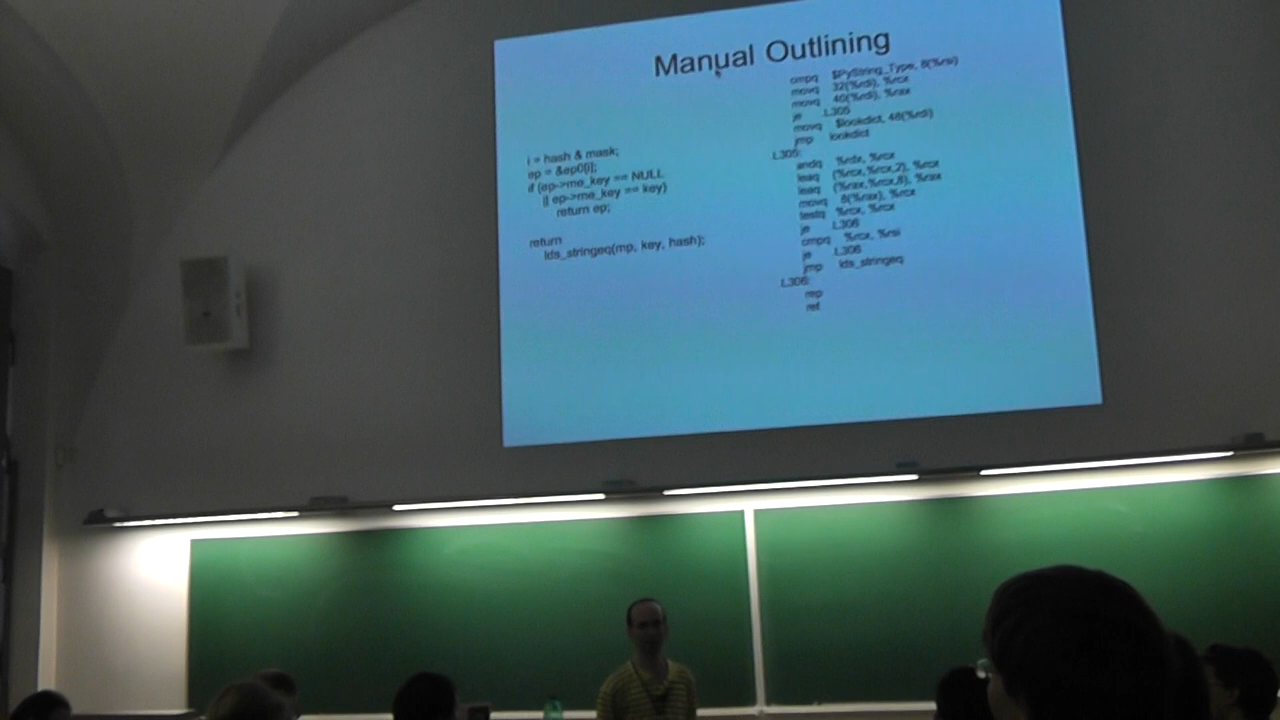 Manual Outlining
i = hash & mask;
ep = &ep0[i];
if (ep->me_key == NULL
|| ep->me_key == key)
return ep;
return
lds_stringeq(mp, key, hash);
cmpq $PyString_Type, 8(%rsi)
movq 32(%rdi), %rcx
movq 40(%rdi), %rax
je .L305
movq $lookdict, 48(%rdi)
jmp lookdict
.L305:
andq %rdx, %rcx
leaq (%rcx,%rcx,2), %rcx
leaq (%rax,%rcx,8), %rax
movq 8(%rax), %rcx
testq %rcx, %rcx
je .L306
cmpq %rcx, %rsi
je .L306
jmp lds_stringeq
.L306:
rep
ret